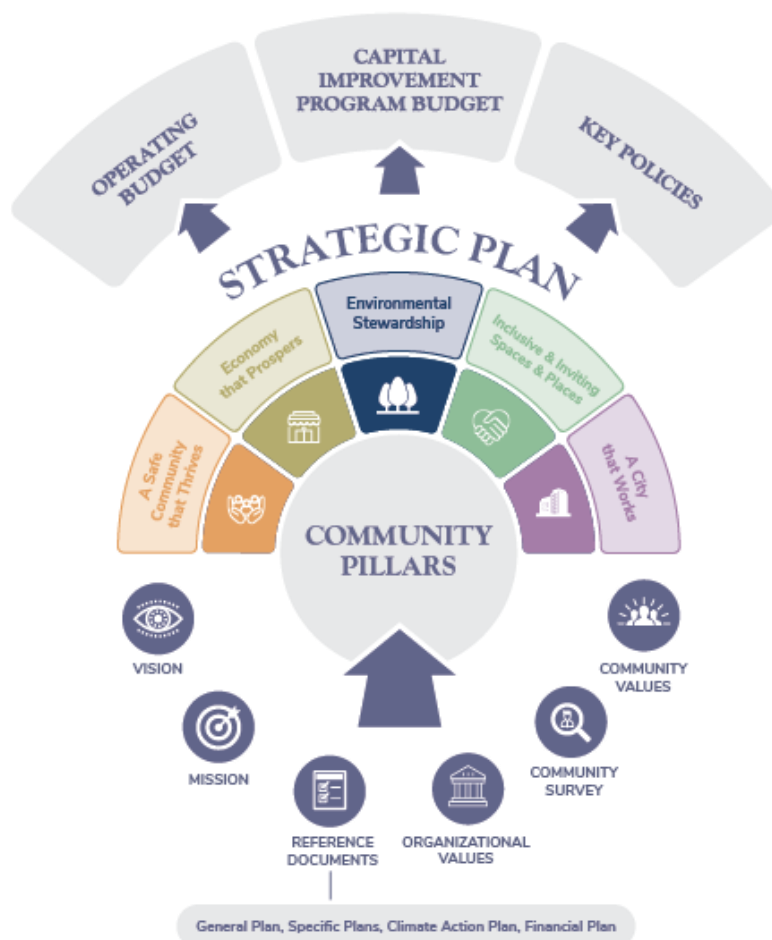 CAPITAL
IMPROVEMENT
PROGRAM BUDGET
OPERATING
BUDGET
KEY POLICIES
STRATEGIC PLAN
Environmental
Stewardship
Economy
that Prospers
Inclusive & Inviting
Spaces & Places
A Safe
Community
that Thrives
A City
that Works
COMMUNITY
PILLARS
VISION
COMMUNITY
VALUES
MISSION
COMMUNITY
SURVEY
REFERENCE
DOCUMENTS
ORGANIZATIONAL
VALUES
General Plan, Specific Plans, Climate Action Plan, Financial Plan